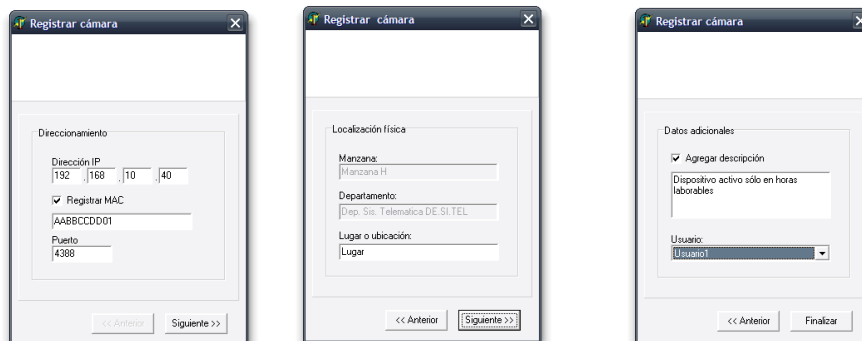 Registrar cámara
Direccionamiento
Dirección IP
192 . 168 . 10 . 40
Registrar MAC
AABBCCDD01
Puerto
4388
<< Anterior
Siguiente >>
Registrar cámara
Localización física
Manzana:
Manzana H
Departamento:
Dep. Sis. Telematica DE.SI.TEL
Lugar o ubicación:
Lugar
<< Anterior
Siguiente >>
Registrar cámara
Datos adicionales
Agregar descripción
Dispositivo activo sólo en horas
laborables
Usuario:
Usuario1
<< Anterior
Finalizar